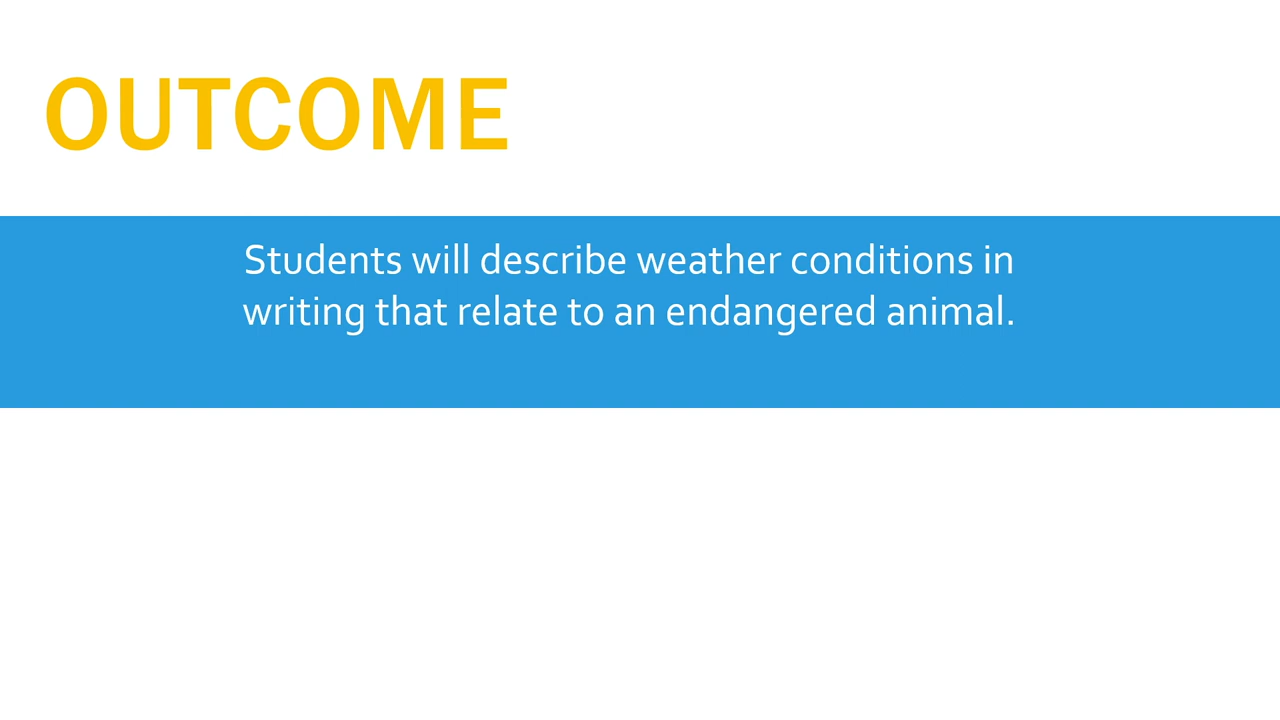 OUTCOME
Students will describe weather conditions in
writing that relate to an endangered animal.